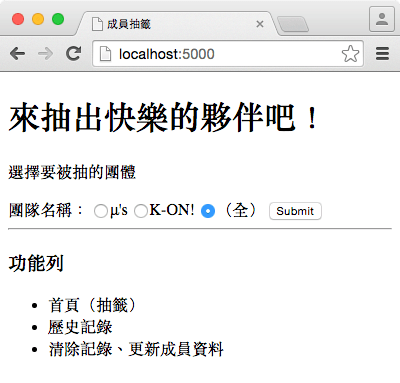 成員抽籤
localhost:5000
來抽出快樂的夥伴吧！
選擇要被抽的團體
團隊名稱： μ's K-ON! （全） Submit
功能列
首頁（抽籤）
歷史記錄
清除記錄、更新成員資料